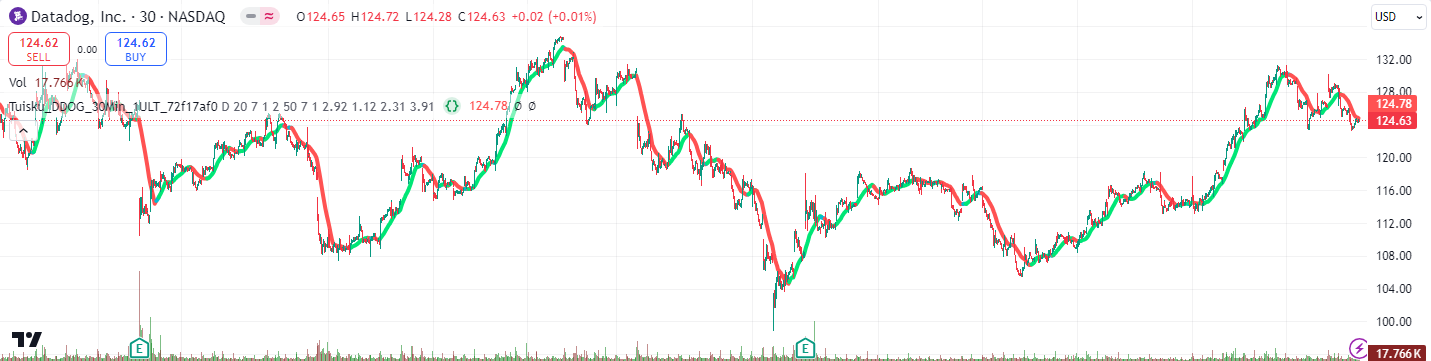 Datadog, Inc. · 30 · NASDAQ O124.65 H124.72 L124.28 C124.63 +0.02 (+0.01%)
USD
124.62 0.00 124.62
SELL BUY
Vol 17.766 K
Tuisku_DDOG_30Min_1ULT_72f17af0 D 20 7 1 2 50 7 1 2.92 1.12 2.31 3.91 {} 124.78 ∅ ∅
132.00
128.00
124.78
124.63
120.00
116.00
112.00
108.00
104.00
100.00
E E
17.766K